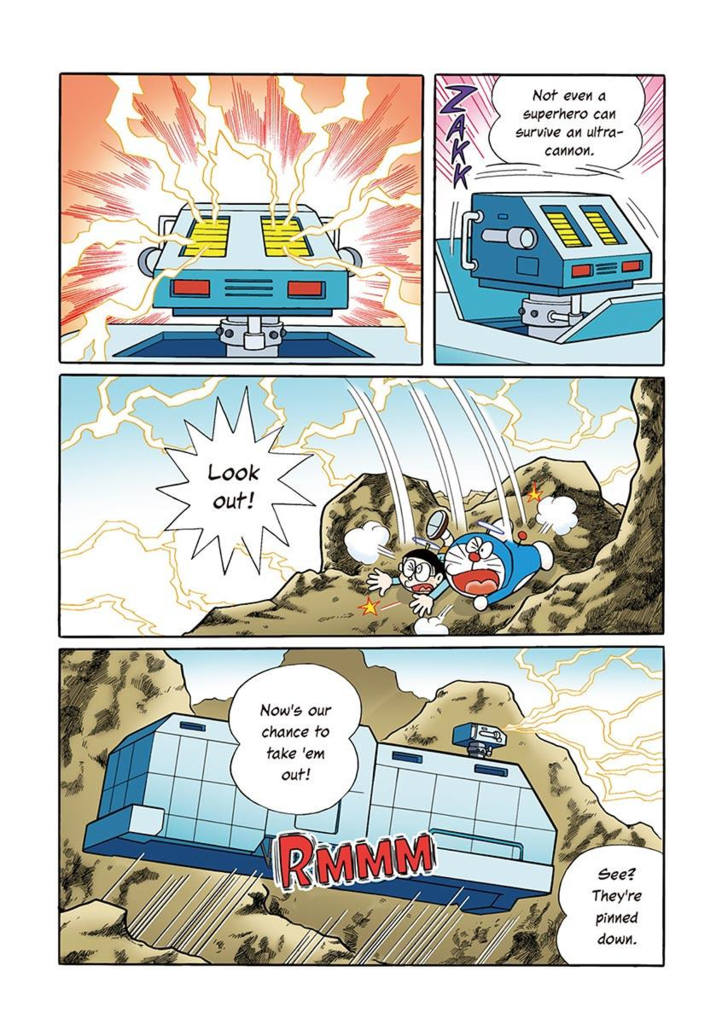 ZAKK
Not even a
superhero can
survive an ultra-
cannon.
Look
out!
Now's our
chance to
take 'em
out!
RMMM
See?
They're
pinned
down.